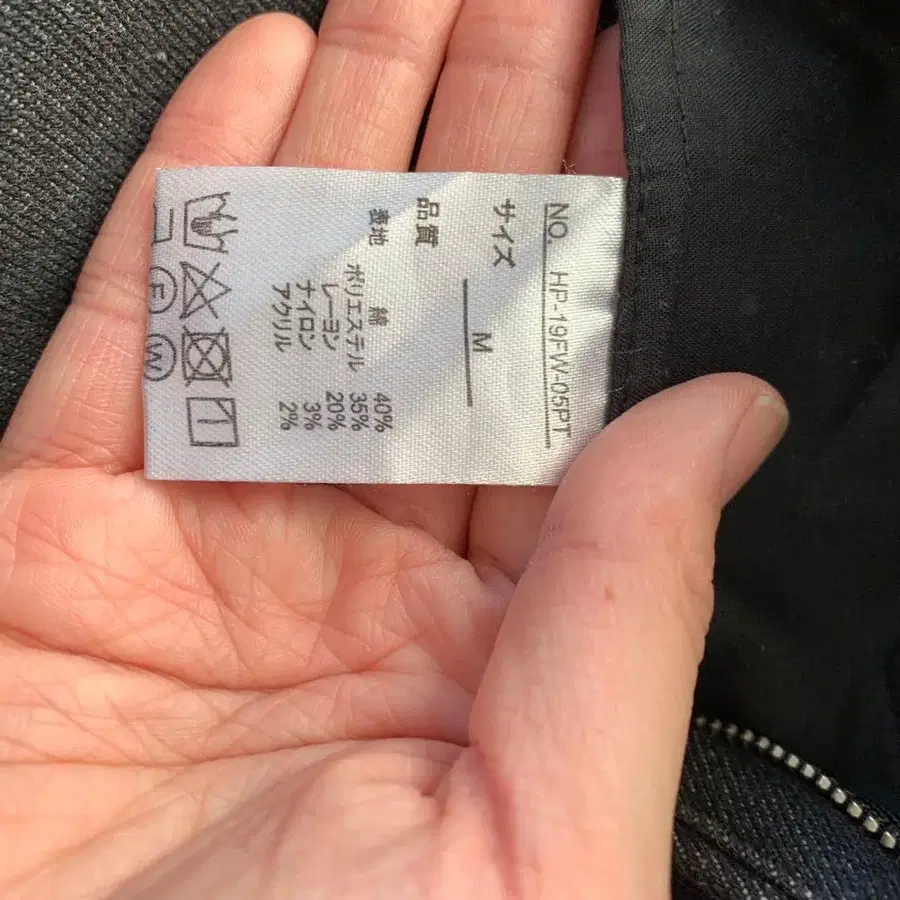 NO. HP-19FW-05PT
サイズ M
品質
表地 綿 40%
ポリエステル 35%
レーヨン 20%
ナイロン 3%
アクリル 2%
F
W